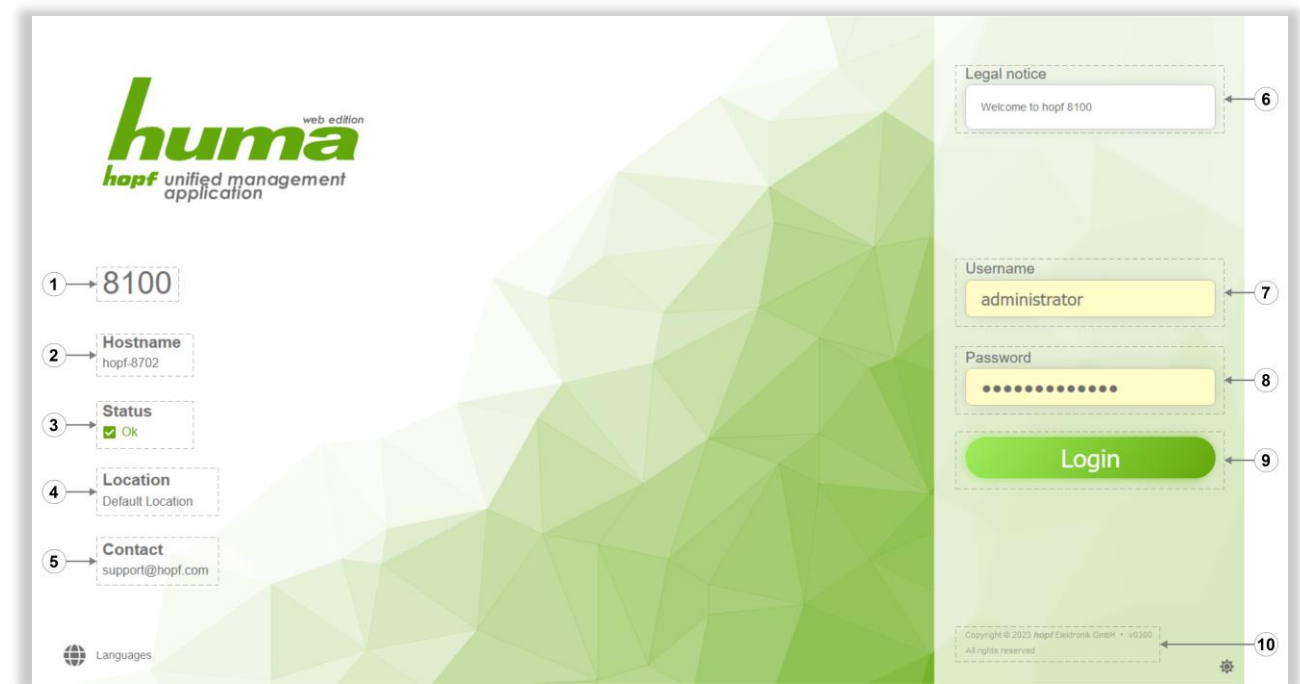 huma
web edition
hopf unified management
application
1
8100
2
Hostname
hopf-8702
3
Status
Ok
4
Location
Default Location
5
Contact
support@hopf.com
Languages
Legal notice
Welcome to hopf 8100
6
Username
administrator
7
Password
8
Login
9
Copyright © 2023 hopf Elektronik GmbH • v0300
All rights reserved
10